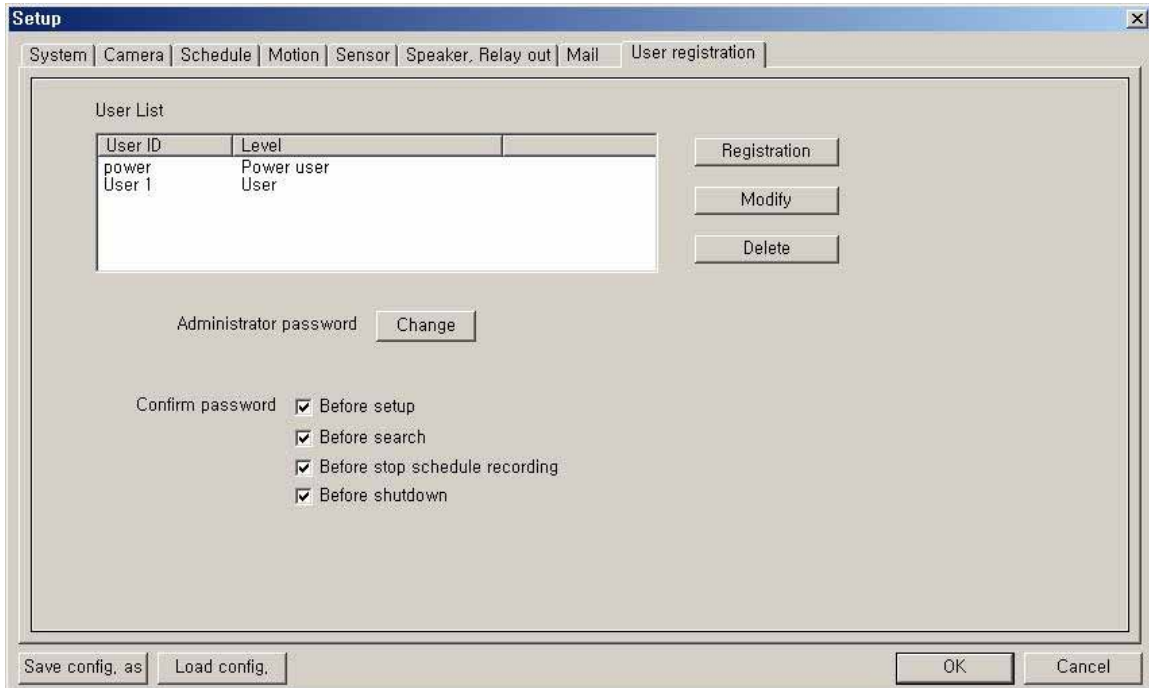 Setup
System Camera Schedule Motion Sensor Speaker, Relay out Mail User registration
User List
User ID Level
power Power user
User 1 User
Registration
Modify
Delete
Administrator password Change
Confirm password Before setup
Before search
Before stop schedule recording
Before shutdown
Save config, as Load config, OK Cancel